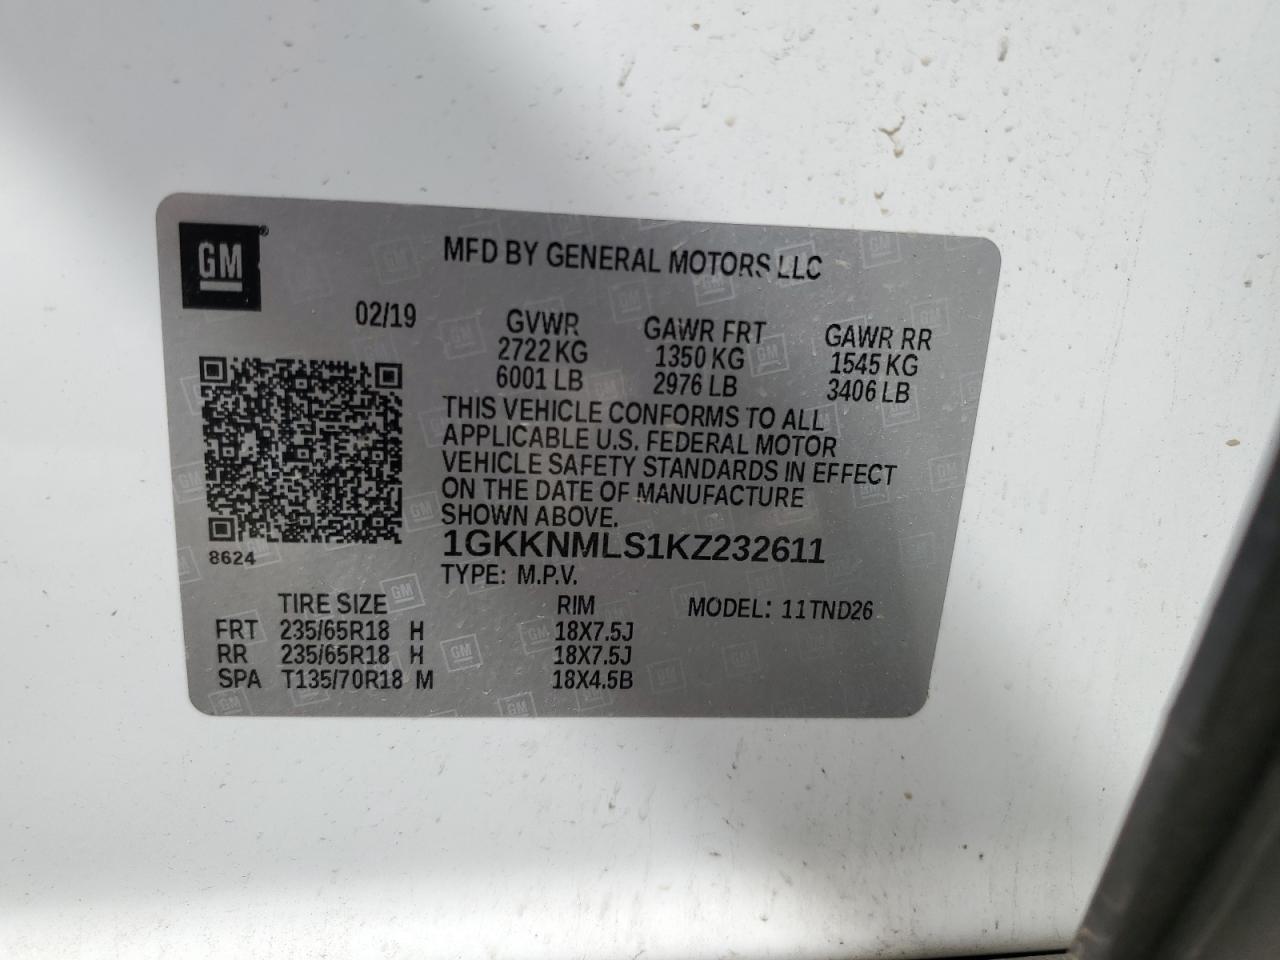 GM®
MFD BY GENERAL MOTORS LLC
02/19
GVWR GAWR FRT GAWR RR
2722 KG 1350 KG 1545 KG
6001 LB 2976 LB 3406 LB
THIS VEHICLE CONFORMS TO ALL
APPLICABLE U.S. FEDERAL MOTOR
VEHICLE SAFETY STANDARDS IN EFFECT
ON THE DATE OF MANUFACTURE
SHOWN ABOVE.
8624
1GKKNMLS1KZ232611
TYPE: M.P.V.
TIRE SIZE RIM MODEL: 11TND26
FRT 235/65R18 H 18X7.5J
RR 235/65R18 H 18X7.5J
SPA T135/70R18 M 18X4.5B